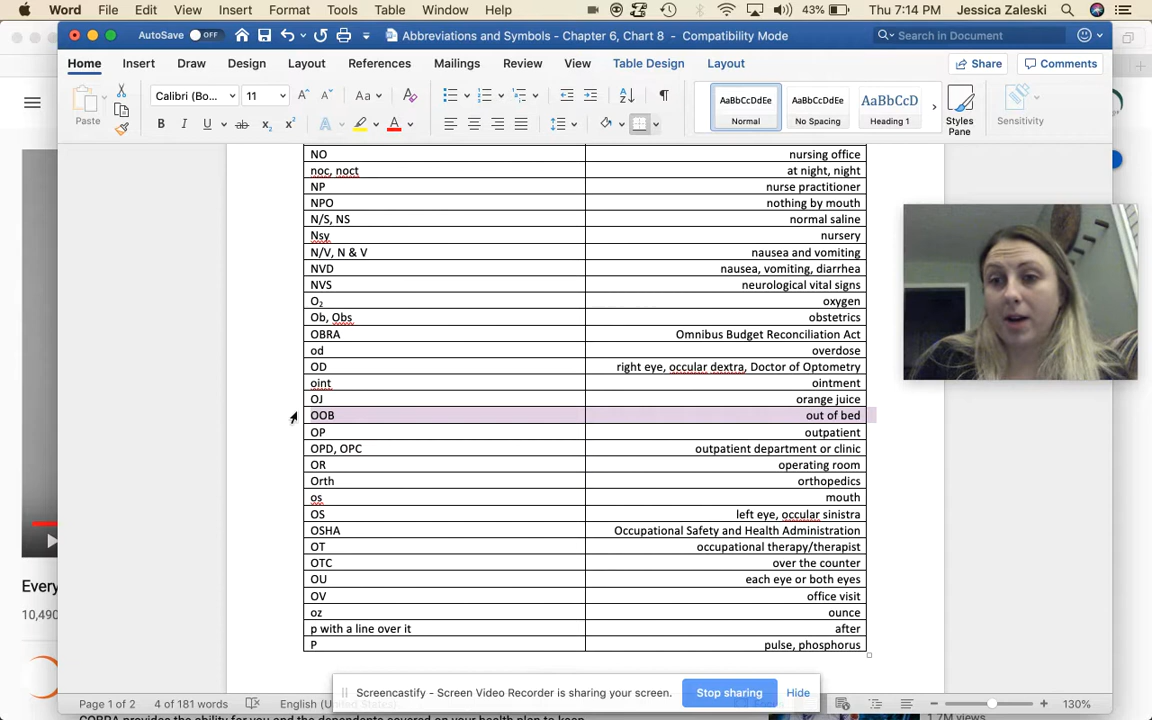 Word File Edit View Insert Format Tools Table Window Help 43% Thu 7:14 PM Jessica Zaleski
AutoSave OFF Abbreviations and Symbols - Chapter 6, Chart 8 - Compatibility Mode Search in Document
Home Insert Draw Design Layout References Mailings Review View Table Design Layout Share Comments
Paste Calibri (Bo... 11 Aa AaBbCcDdEe Normal AaBbCcDdEe No Spacing AaBbCcD Heading 1 Styles Pane Sensitivity
NO nursing office
noc, noct at night, night
NP nurse practitioner
NPO nothing by mouth
N/S, NS normal saline
Nsy nursery
N/V, N & V nausea and vomiting
NVD nausea, vomiting, diarrhea
NVS neurological vital signs
O₂ oxygen
Ob, Obs obstetrics
OBRA Omnibus Budget Reconciliation Act
od overdose
OD right eye, occular dextra, Doctor of Optometry
oint ointment
OJ orange juice
OOB out of bed
OP outpatient
OPD, OPC outpatient department or clinic
OR operating room
Orth orthopedics
os mouth
OS left eye, occular sinistra
OSHA Occupational Safety and Health Administration
OT occupational therapy/therapist
OTC over the counter
OU each eye or both eyes
OV office visit
oz ounce
p with a line over it after
P pulse, phosphorus
Every
10,490
Screencastify - Screen Video Recorder is sharing your screen. Stop sharing Hide
Page 1 of 2 4 of 181 words English (United States) 130%